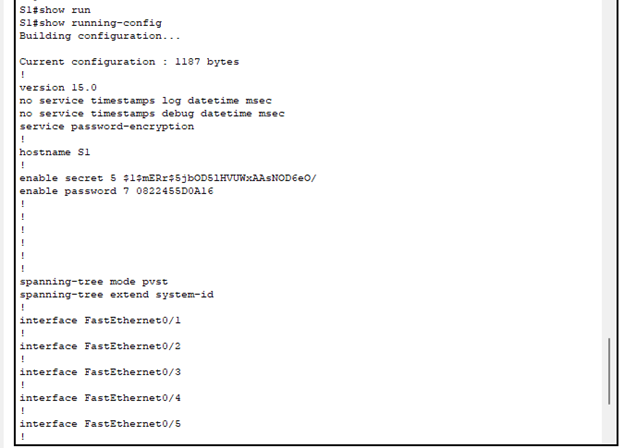 S1#show run
S1#show running-config
Building configuration...
Current configuration : 1187 bytes
!
version 15.0
no service timestamps log datetime msec
no service timestamps debug datetime msec
service password-encryption
!
hostname S1
!
enable secret 5 $1$mERr$5jbOD51HVUWxAAsNOD6eO/
enable password 7 0822455D0A16
!
!
!
!
!
!
spanning-tree mode pvst
spanning-tree extend system-id
!
interface FastEthernet0/1
!
interface FastEthernet0/2
!
interface FastEthernet0/3
!
interface FastEthernet0/4
!
interface FastEthernet0/5
!